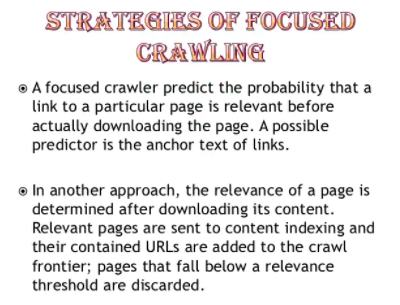 STRATEGIES OF FOCUSED
CRAWLING
A focused crawler predict the probability that a
link to a particular page is relevant before
actually downloading the page. A possible
predictor is the anchor text of links.
In another approach, the relevance of a page is
determined after downloading its content.
Relevant pages are sent to content indexing and
their contained URLs are added to the crawl
frontier; pages that fall below a relevance
threshold are discarded.